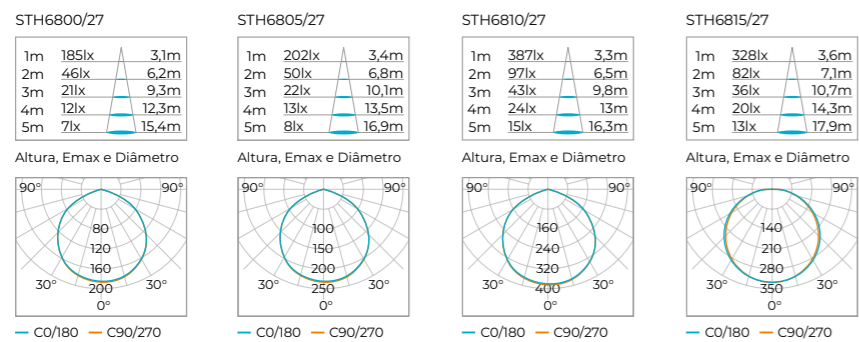 STH6800/27
1m 185lx 3,1m
2m 46lx 6,2m
3m 21lx 9,3m
4m 12lx 12,3m
5m 7lx 15,4m
Altura, Emax e Diâmetro
90° 90°
80
120
160
30° 200 30°
0°
C0/180 C90/270
STH6805/27
1m 202lx 3,4m
2m 50lx 6,8m
3m 22lx 10,1m
4m 13lx 13,5m
5m 8lx 16,9m
Altura, Emax e Diâmetro
90° 90°
100
150
200
30° 250 30°
0°
C0/180 C90/270
STH6810/27
1m 387lx 3,3m
2m 97lx 6,5m
3m 43lx 9,8m
4m 24lx 13m
5m 15lx 16,3m
Altura, Emax e Diâmetro
90° 90°
160
240
320
30° 400 30°
0°
C0/180 C90/270
STH6815/27
1m 328lx 3,6m
2m 82lx 7,1m
3m 36lx 10,7m
4m 20lx 14,3m
5m 13lx 17,9m
Altura, Emax e Diâmetro
90° 90°
140
210
280
30° 350 30°
0°
C0/180 C90/270